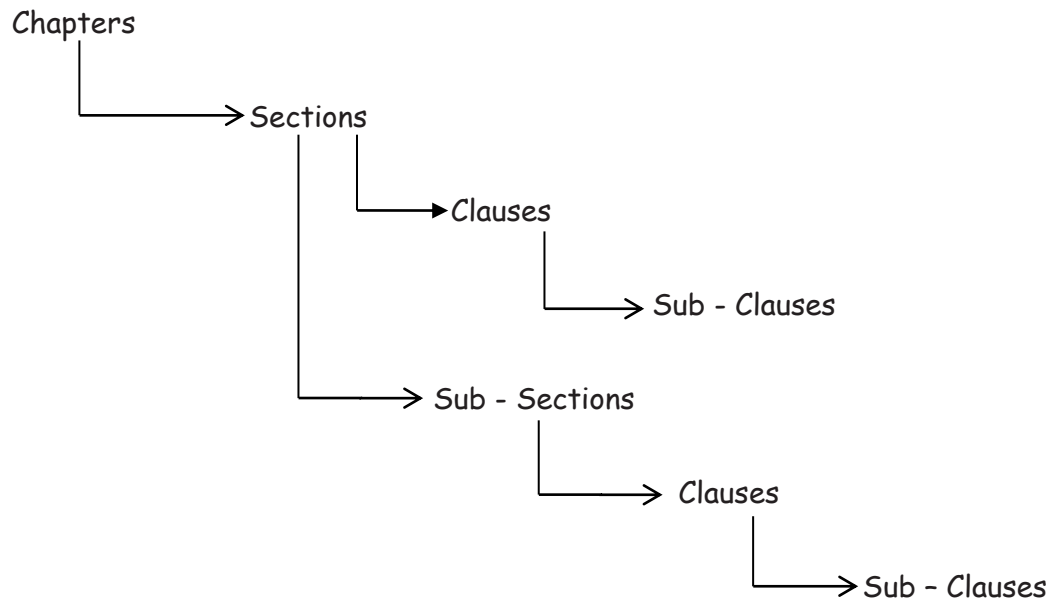 Chapters
Sections
Clauses
Sub - Clauses
Sub - Sections
Clauses
Sub – Clauses